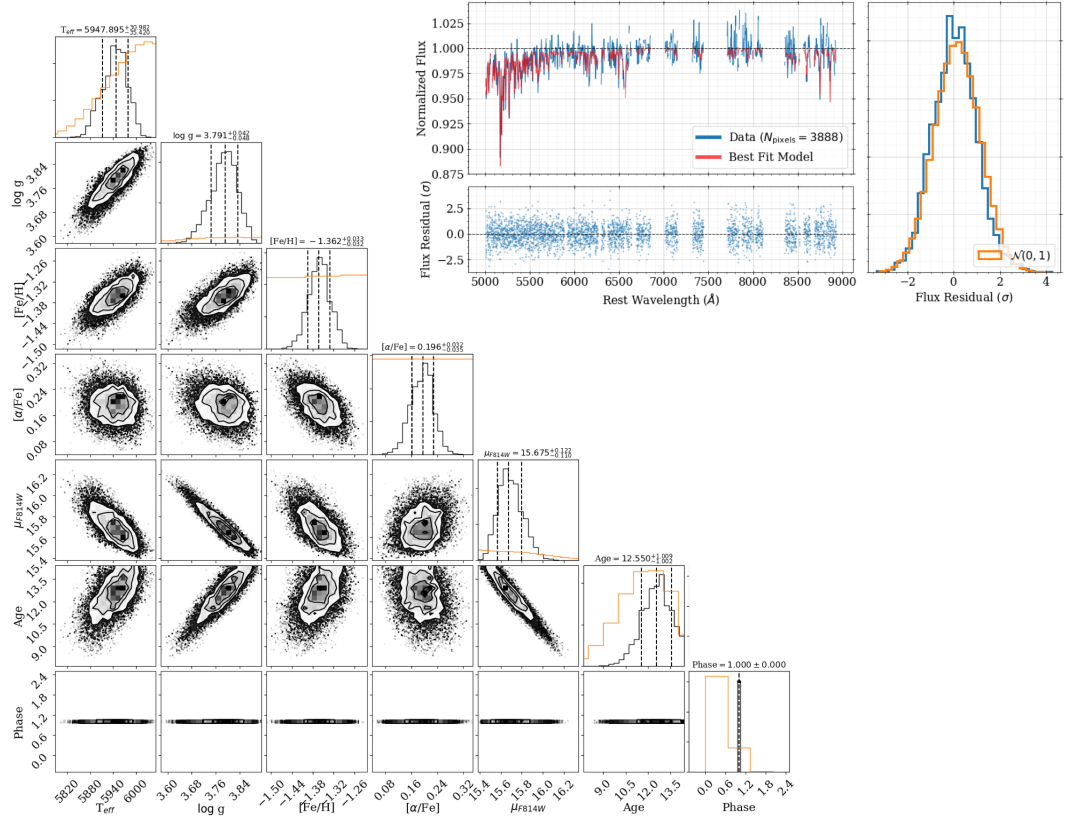 T_eff = 5947.895 +30.982 −35.420
log g = 3.791 +0.042 −0.048
log g
3.84
3.76
3.68
3.60
[Fe/H] = −1.362 +0.033 −0.032
[Fe/H]
−1.26
−1.32
−1.38
−1.44
−1.50
[α/Fe] = 0.196 +0.032 −0.035
[α/Fe]
0.32
0.24
0.16
0.08
μ_F814W = 15.675 +0.122 −0.110
μ_F814W
16.2
16.0
15.8
15.6
15.4
Age = 12.550 +1.009 −1.002
Age
13.5
12.0
10.5
9.0
Phase = 1.000 ± 0.000
Phase
2.4
1.8
1.2
0.6
0.0
5820 5880 5940 6000
T_eff
3.60 3.68 3.76 3.84
log g
−1.50 −1.44 −1.38 −1.32 −1.26
[Fe/H]
0.08 0.16 0.24 0.32
[α/Fe]
15.4 15.6 15.8 16.0 16.2
μ_F814W
9.0 10.5 12.0 13.5
Age
0.0 0.6 1.2 1.8 2.4
Phase
Normalized Flux
1.025
1.000
0.975
0.950
0.925
0.900
0.875
Data (N_pixels = 3888)
Best Fit Model
Flux Residual (σ)
2.5
0.0
−2.5
5000 5500 6000 6500 7000 7500 8000 8500 9000
Rest Wavelength (Å)
N(0, 1)
−2 0 2 4
Flux Residual (σ)